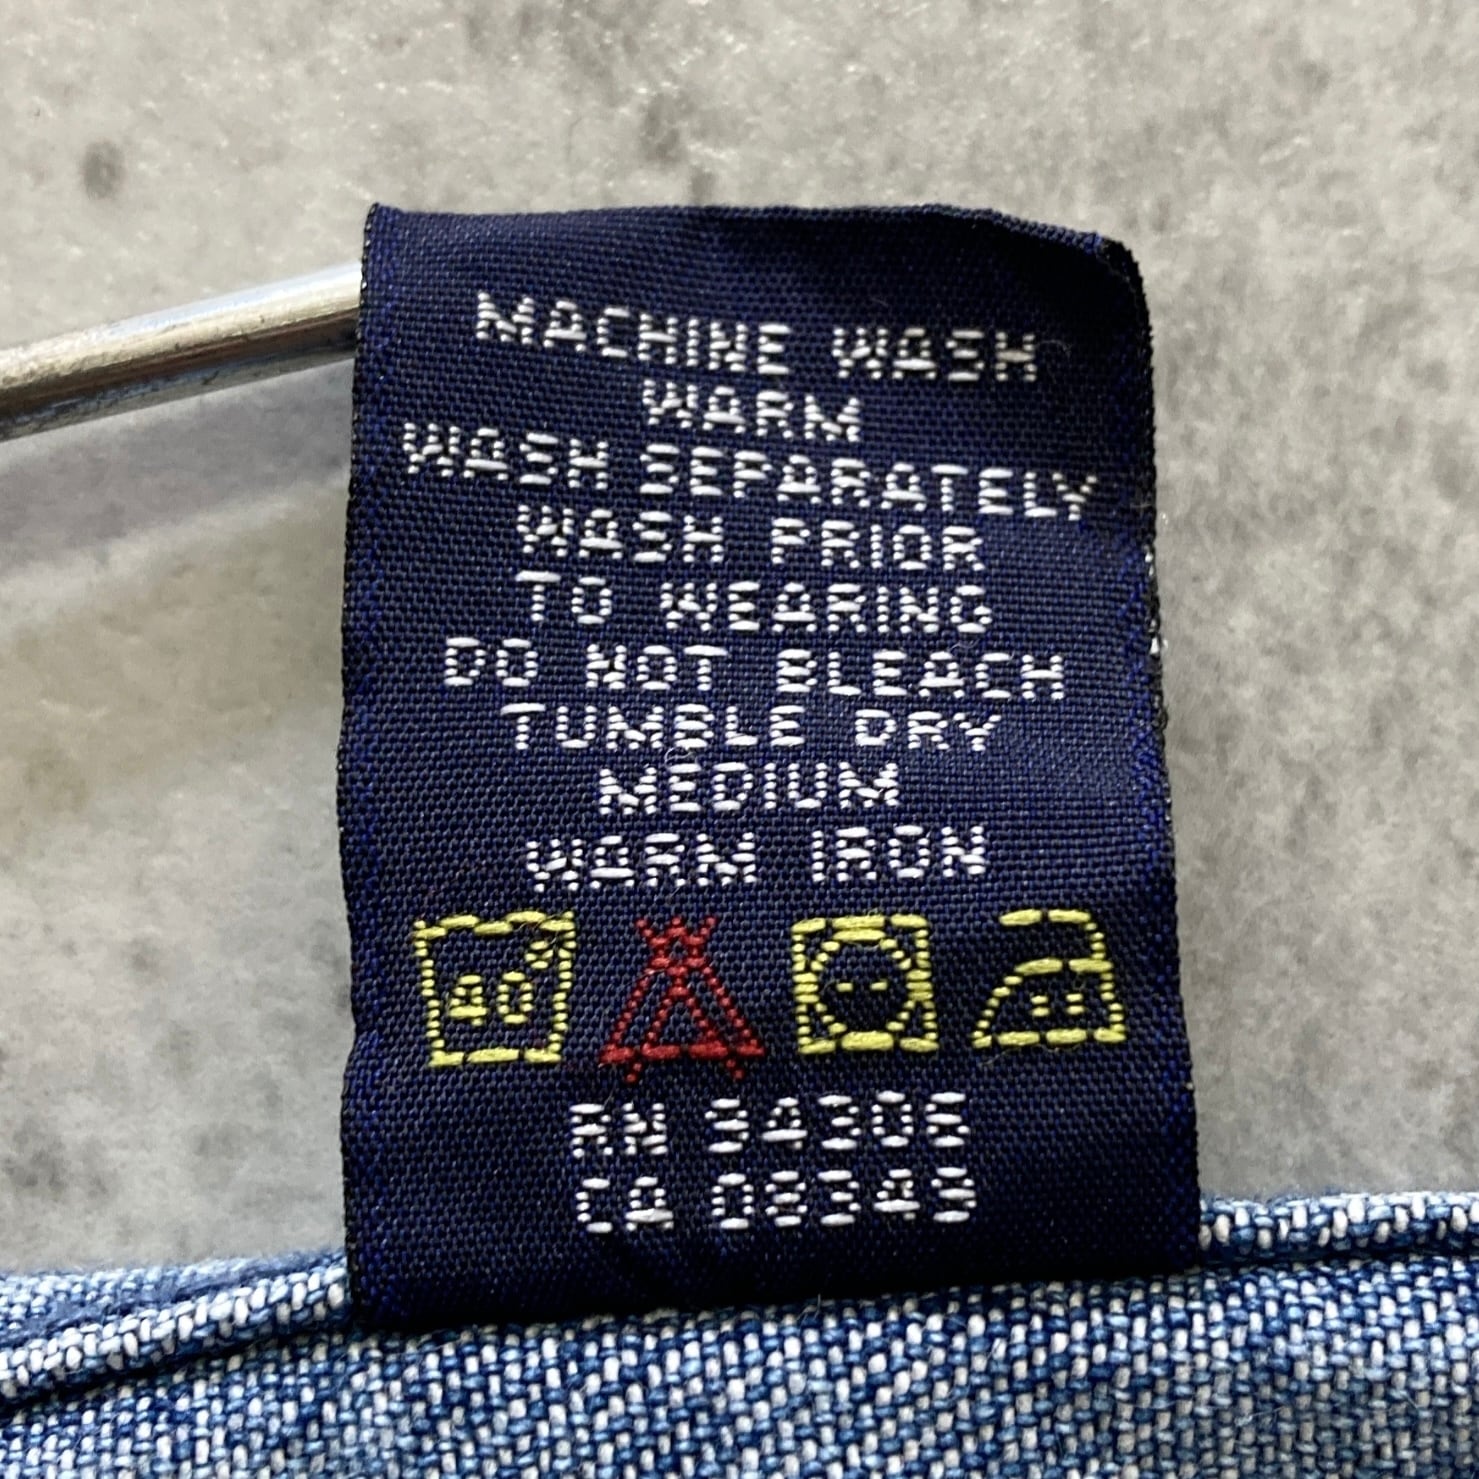 MACHINE WASH
WARM
WASH SEPARATELY
WASH PRIOR
TO WEARING
DO NOT BLEACH
TUMBLE DRY
MEDIUM
WARM IRON
40°
RN 94306
CA 08349